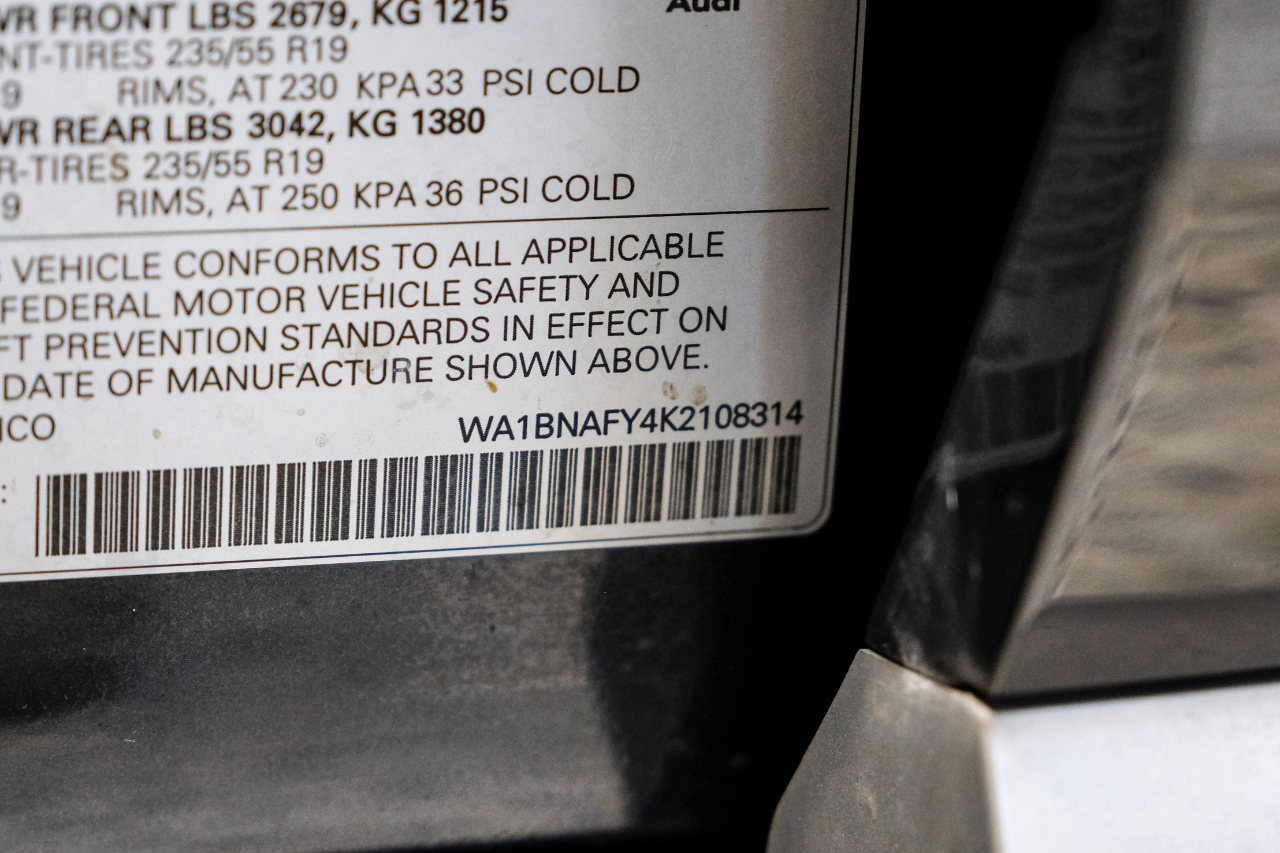 WR FRONT LBS 2679, KG 1215 Audi
NT-TIRES 235/55 R19
9 RIMS, AT 230 KPA 33 PSI COLD
WR REAR LBS 3042, KG 1380
R-TIRES 235/55 R19
9 RIMS, AT 250 KPA 36 PSI COLD
S VEHICLE CONFORMS TO ALL APPLICABLE
FEDERAL MOTOR VEHICLE SAFETY AND
FT PREVENTION STANDARDS IN EFFECT ON
DATE OF MANUFACTURE SHOWN ABOVE.
ICO WA1BNAFY4K2108314
: